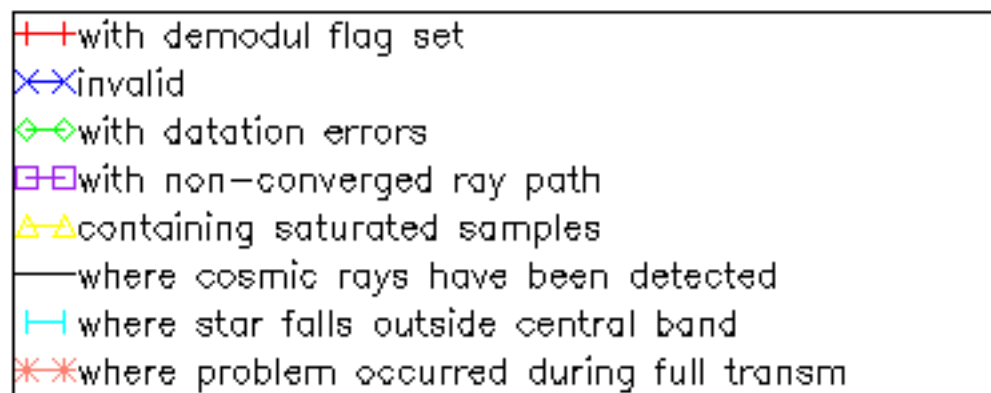 with demodul flag set
invalid
with datation errors
with non-converged ray path
containing saturated samples
where cosmic rays have been detected
where star falls outside central band
where problem occurred during full transm